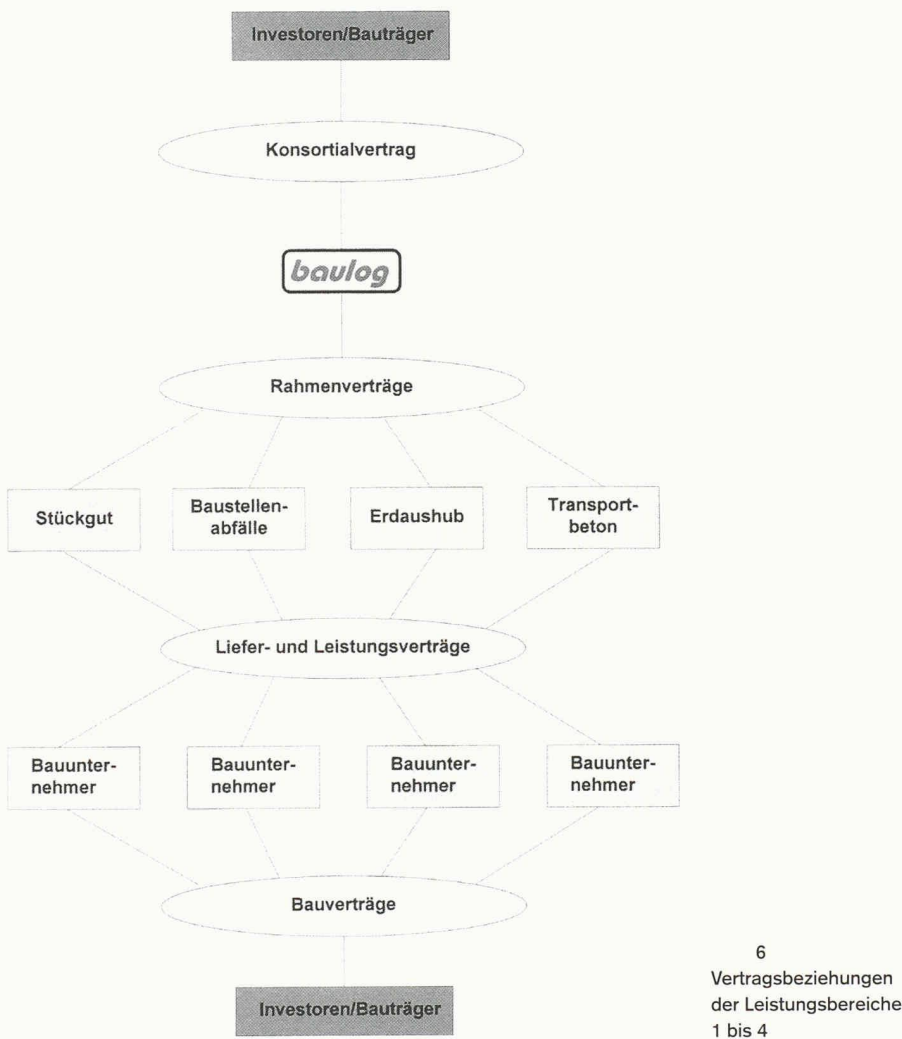 Investoren/Bauträger
Konsortialvertrag
baulog
Rahmenverträge
Stückgut
Baustellen-
abfälle
Erdaushub
Transport-
beton
Liefer- und Leistungsverträge
Bauunter-
nehmer
Bauunter-
nehmer
Bauunter-
nehmer
Bauunter-
nehmer
Bauverträge
Investoren/Bauträger
6
Vertragsbeziehungen
der Leistungsbereiche
1 bis 4